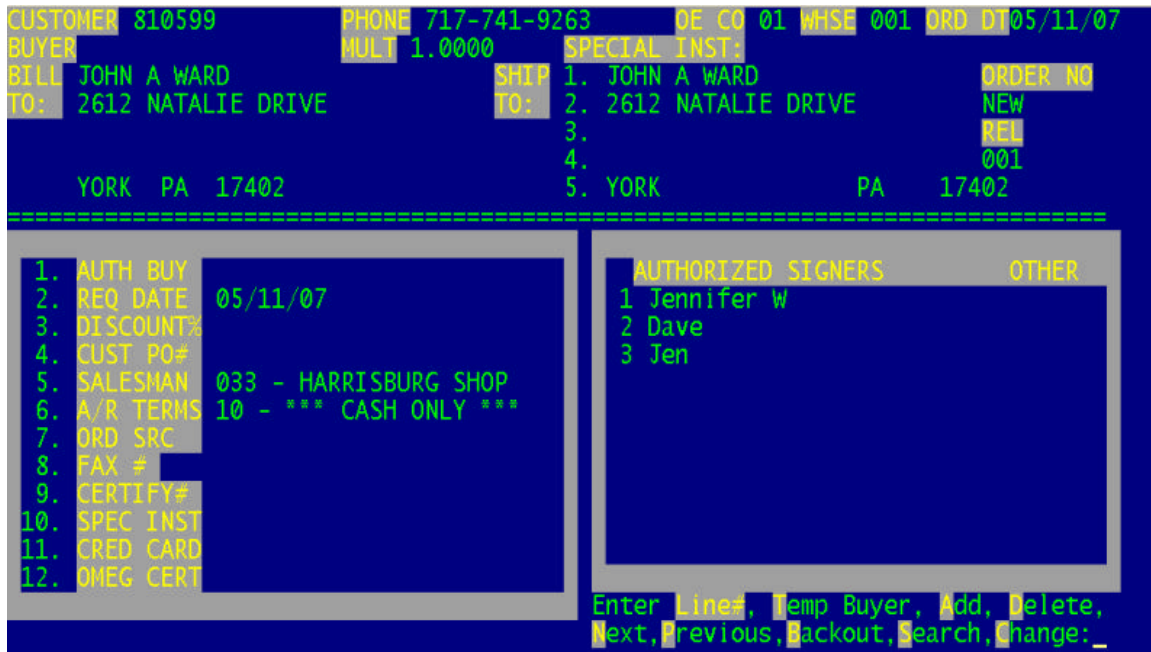 CUSTOMER 810599 PHONE 717-741-9263 OE CO 01 WHSE 001 ORD DT05/11/07
BUYER MULT 1.0000 SPECIAL INST:
BILL JOHN A WARD SHIP 1. JOHN A WARD ORDER NO
TO: 2612 NATALIE DRIVE TO: 2. 2612 NATALIE DRIVE NEW
3. REL
4. 001
YORK PA 17402 5. YORK PA 17402
================================================================================
1. AUTH BUY
2. REQ DATE 05/11/07
3. DISCOUNT%
4. CUST PO#
5. SALESMAN 033 - HARRISBURG SHOP
6. A/R TERMS 10 - *** CASH ONLY ***
7. ORD SRC
8. FAX #
9. CERTIFY#
10. SPEC INST
11. CRED CARD
12. OMEG CERT
AUTHORIZED SIGNERS OTHER
1 Jennifer W
2 Dave
3 Jen
Enter Line#, Temp Buyer, Add, Delete,
Next,Previous,Backout,Search,Change:_